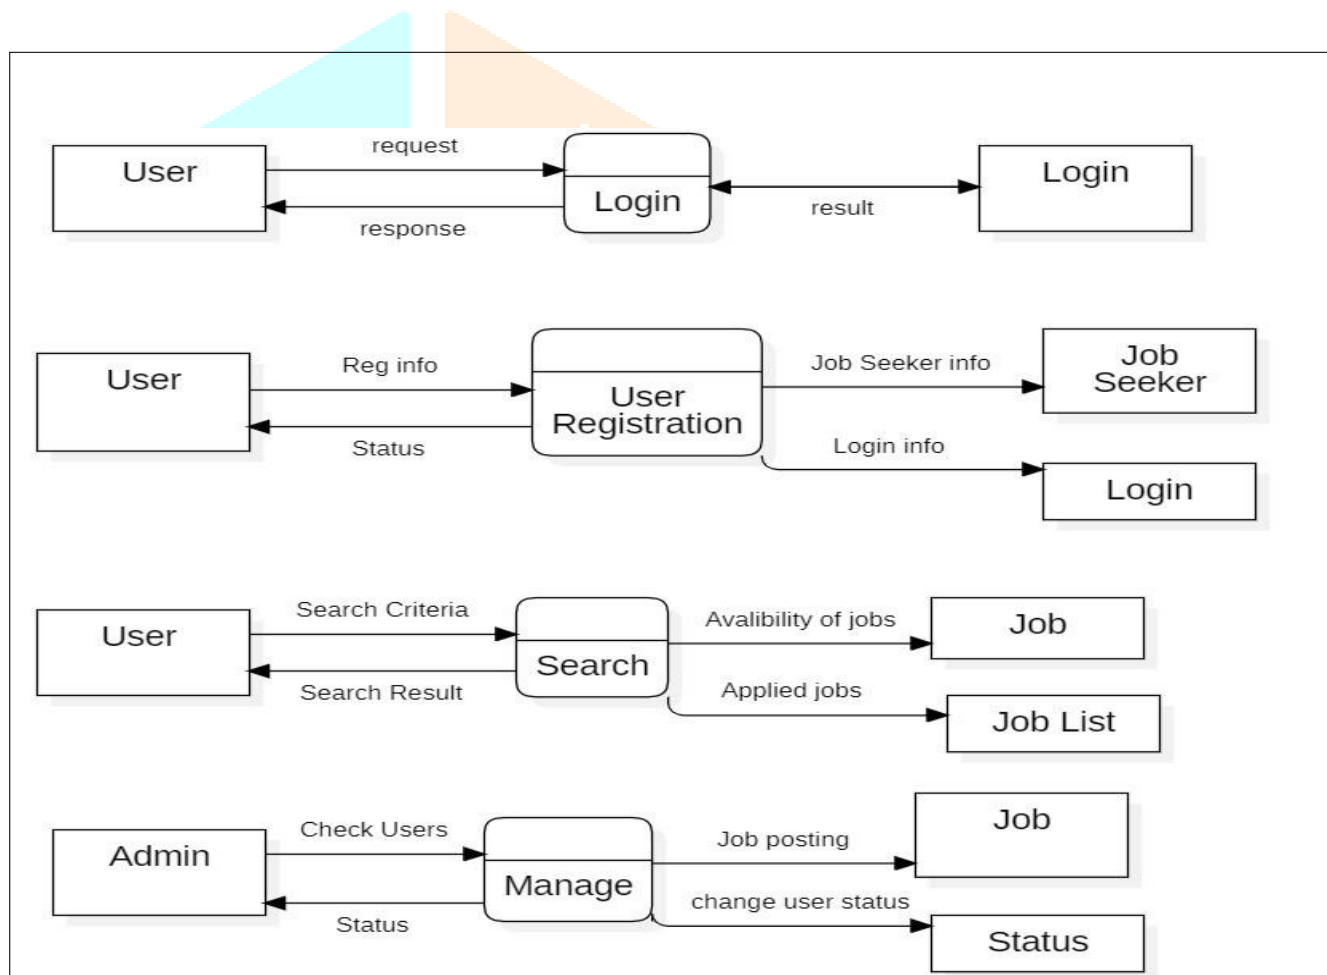 request
User
Login
Login
result
response
Reg info
User
User
Registration
Status
Job Seeker info
Job
Seeker
Login info
Login
Search Criteria
User
Search
Search Result
Avalibility of jobs
Job
Applied jobs
Job List
Check Users
Admin
Manage
Status
Job posting
Job
change user status
Status